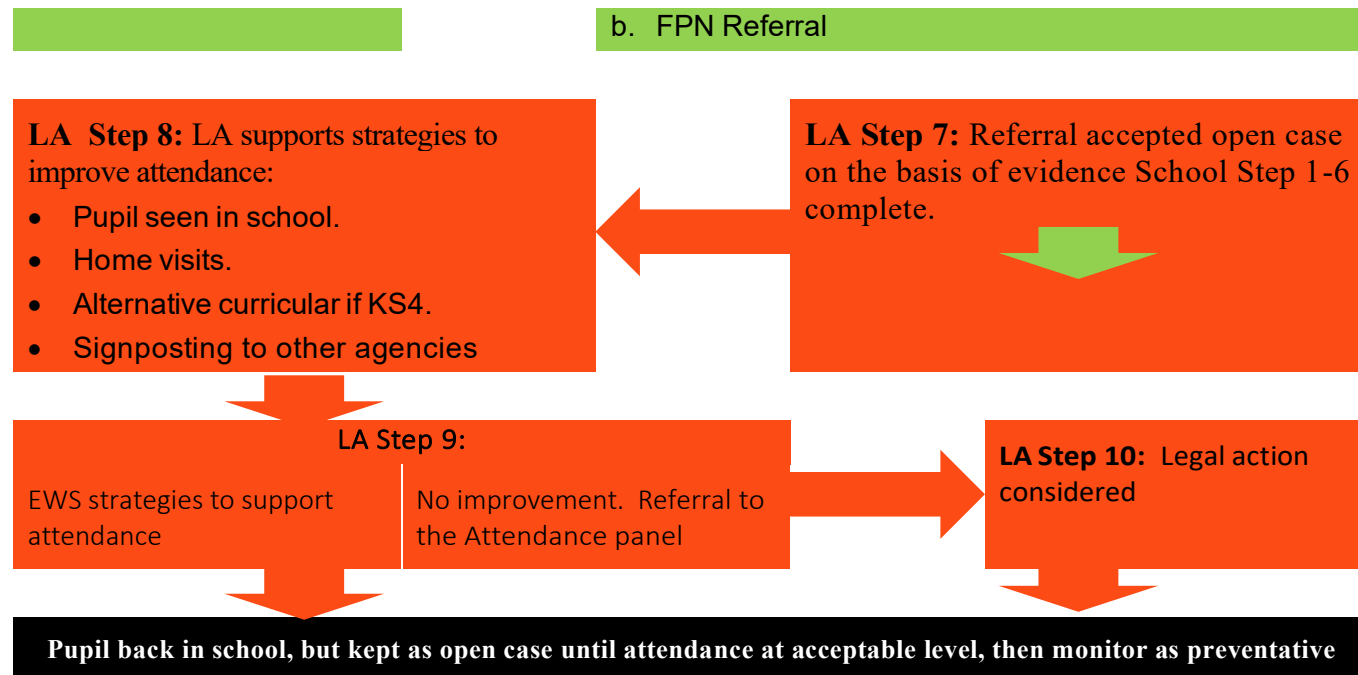 b. FPN Referral
LA Step 8: LA supports strategies to
improve attendance:
• Pupil seen in school.
• Home visits.
• Alternative curricular if KS4.
• Signposting to other agencies
LA Step 7: Referral accepted open case
on the basis of evidence School Step 1-6
complete.
LA Step 9:
EWS strategies to support
attendance
No improvement. Referral to
the Attendance panel
LA Step 10: Legal action
considered
Pupil back in school, but kept as open case until attendance at acceptable level, then monitor as preventative